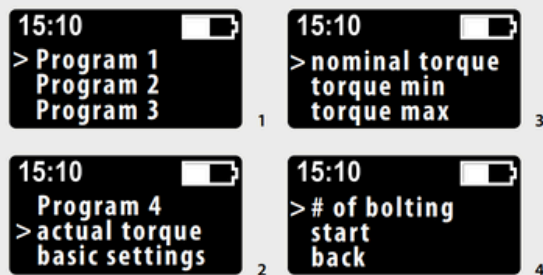 15:10
> Program 1
Program 2
Program 3
1
15:10
Program 4
> actual torque
basic settings
2
15:10
> nominal torque
torque min
torque max
3
15:10
> # of bolting
start
back
4